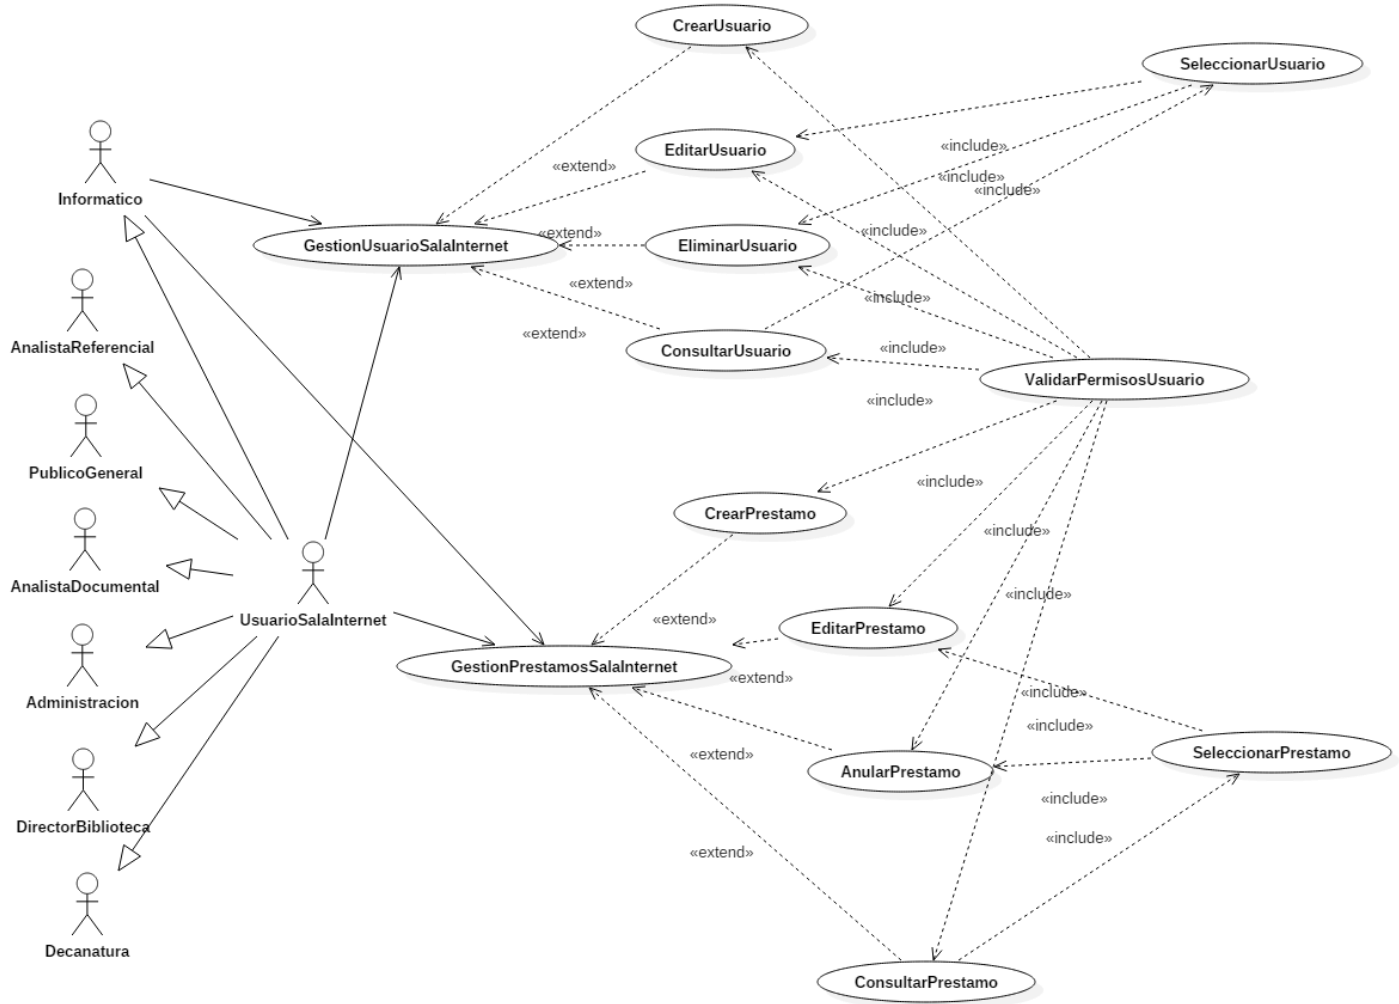 CrearUsuario
SeleccionarUsuario
EditarUsuario
«include»
«extend»
«include»
«include»
Informatico
«extend»
«include»
GestionUsuarioSalaInternet
EliminarUsuario
«extend»
«include»
«extend»
AnalistaReferencial
ConsultarUsuario
«include»
ValidarPermisosUsuario
«include»
PublicoGeneral
«include»
CrearPrestamo
«include»
AnalistaDocumental
«include»
UsuarioSalaInternet
«extend»
EditarPrestamo
GestionPrestamosSalaInternet
«extend»
«include»
Administracion
«include»
«extend»
SeleccionarPrestamo
AnularPrestamo
«include»
DirectorBiblioteca
«include»
«extend»
Decanatura
ConsultarPrestamo